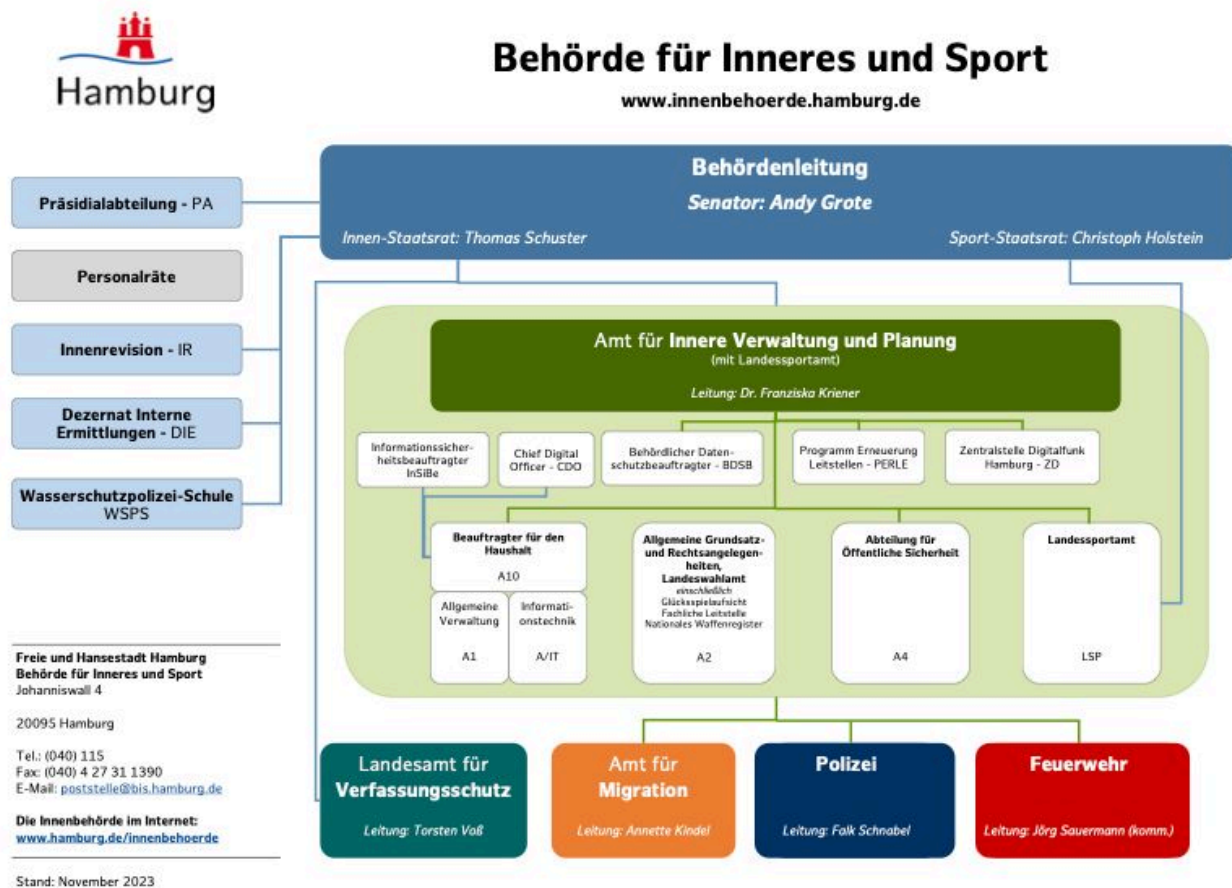 Hamburg
Behörde für Inneres und Sport
www.innenbehoerde.hamburg.de
Behördenleitung
Senator: Andy Grote
Innen-Staatsrat: Thomas Schuster
Sport-Staatsrat: Christoph Holstein
Präsidialabteilung - PA
Personalräte
Innenrevision - IR
Dezernat Interne
Ermittlungen - DIE
Wasserschutzpolizei-Schule
WSPS
Amt für Innere Verwaltung und Planung
(mit Landessportamt)
Leitung: Dr. Franziska Kriener
Informationssicher-
heitsbeauftragter
InSiBe
Chief Digital
Officer - CDO
Behördlicher Daten-
schutzbeauftragter - BDSB
Programm Erneuerung
Leitstellen - PERLE
Zentralstelle Digitalfunk
Hamburg - ZD
Beauftragter für den
Haushalt
A10
Allgemeine
Verwaltung
A1
Informati-
onstechnik
A/IT
Allgemeine Grundsatz-
und Rechtsangelegen-
heiten,
Landeswahlamt
einschließlich
Glücksspielaufsicht
Fachliche Leitstelle
Nationales Waffenregister
A2
Abteilung für
Öffentliche Sicherheit
A4
Landessportamt
LSP
Landesamt für
Verfassungsschutz
Leitung: Torsten Voß
Amt für
Migration
Leitung: Annette Kindel
Polizei
Leitung: Falk Schnabel
Feuerwehr
Leitung: Jörg Sauermann (komm.)
Freie und Hansestadt Hamburg
Behörde für Inneres und Sport
Johanniswall 4
20095 Hamburg
Tel.: (040) 115
Fax: (040) 4 27 31 1390
E-Mail: poststelle@bis.hamburg.de
Die Innenbehörde im Internet:
www.hamburg.de/innenbehoerde
Stand: November 2023